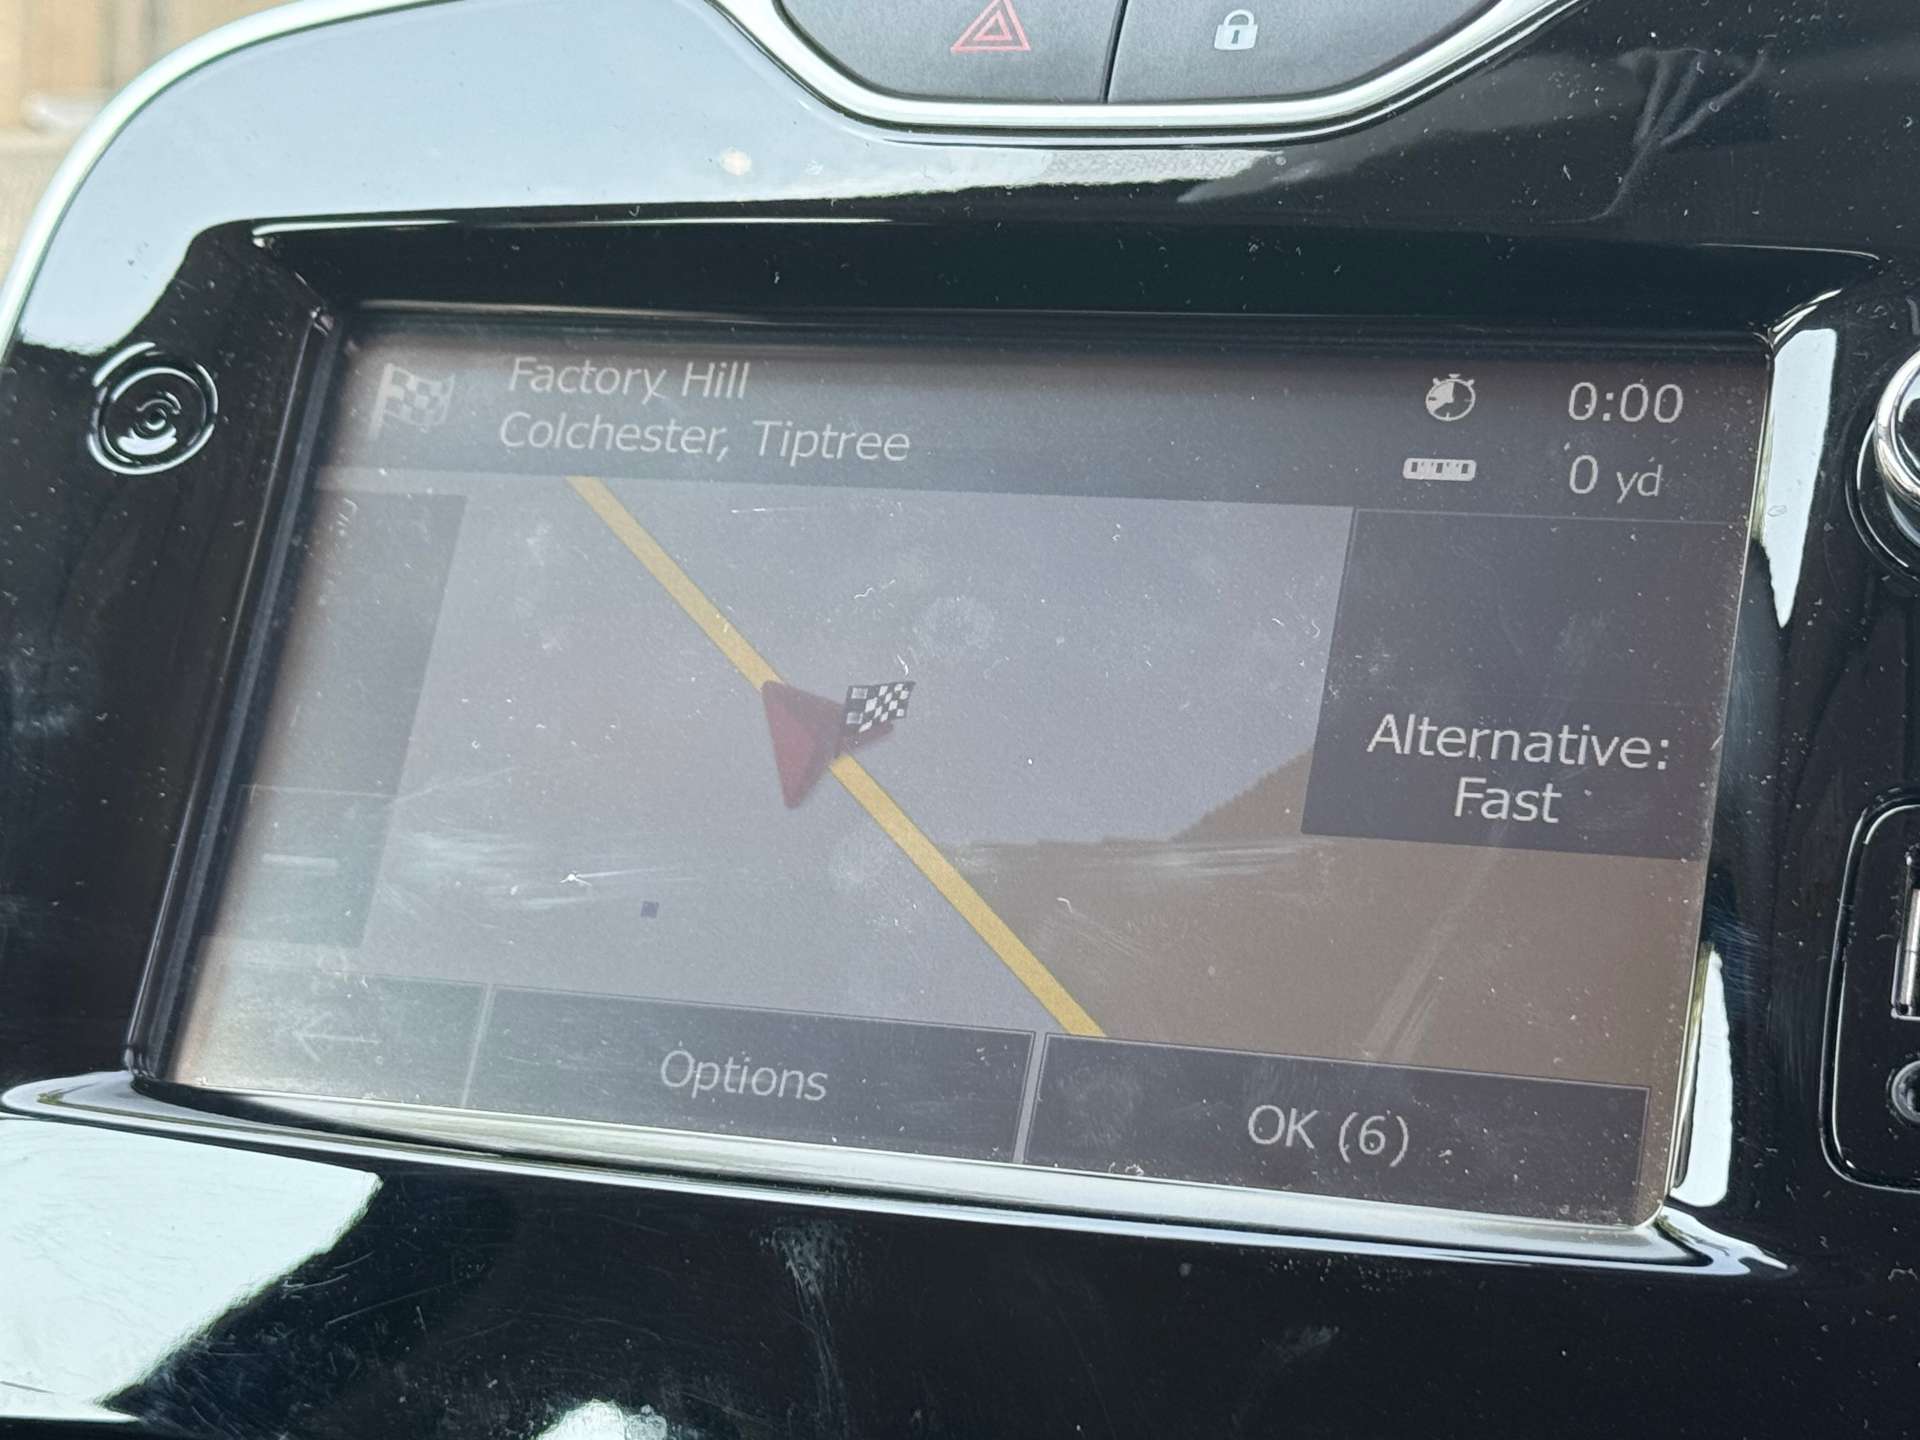 Factory Hill
Colchester, Tiptree
0:00
0 yd
Alternative:
Fast
Options
OK (6)